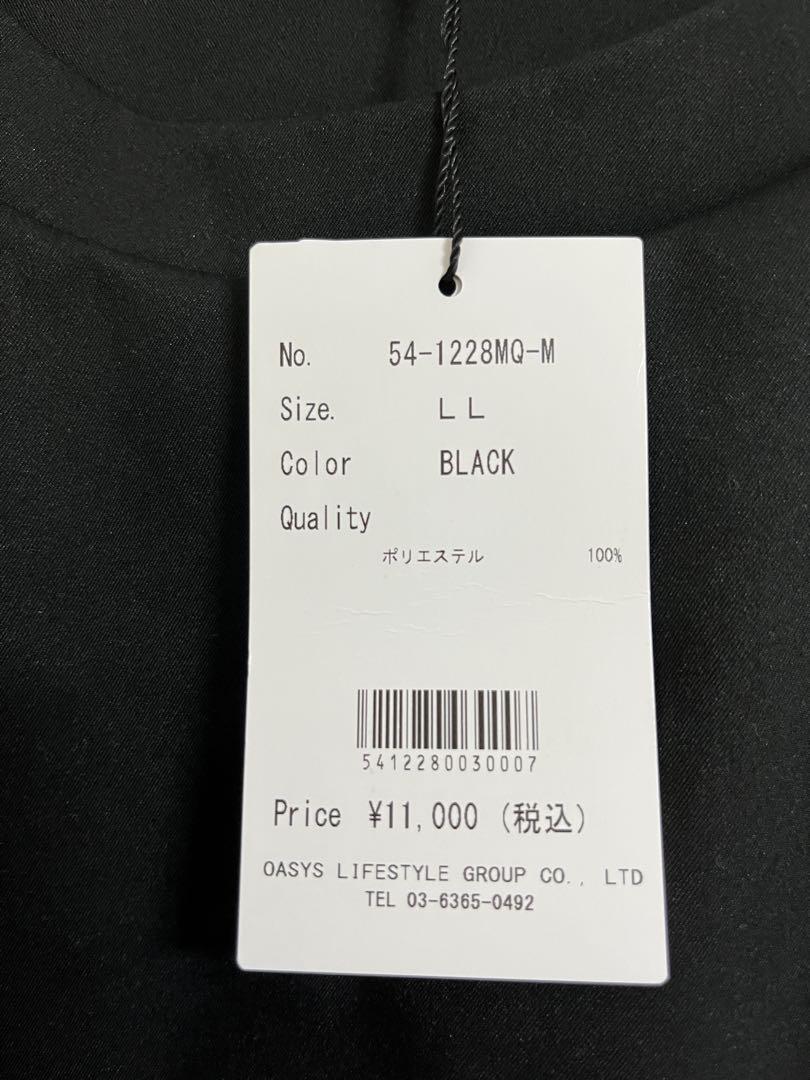 No. 54-1228MQ-M
Size. ＬＬ
Color BLACK
Quality
ポリエステル 100%
5412280030007
Price ¥11,000 (税込)
OASYS LIFESTYLE GROUP CO., LTD
TEL 03-6365-0492